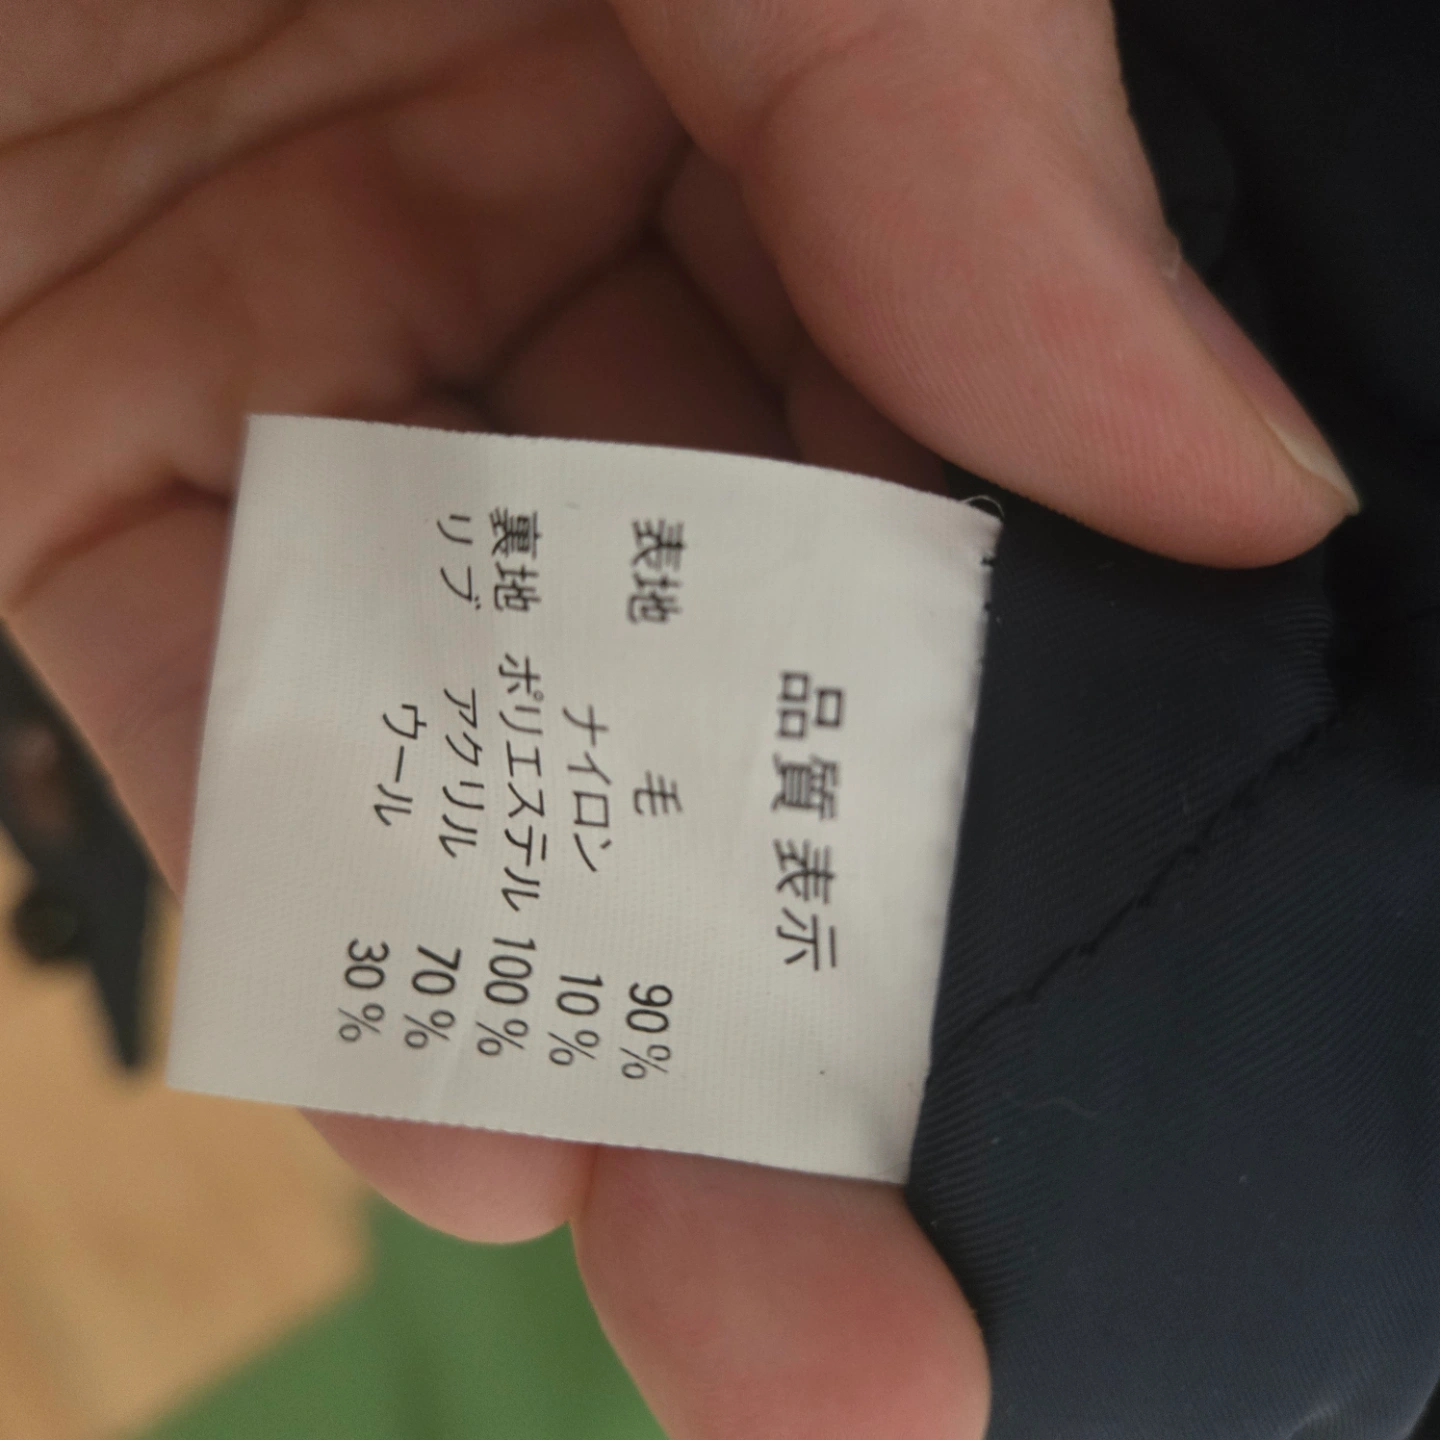 品質表示
表地 毛 90%
ナイロン 10%
裏地 ポリエステル 100%
リブ アクリル 70%
ウール 30%